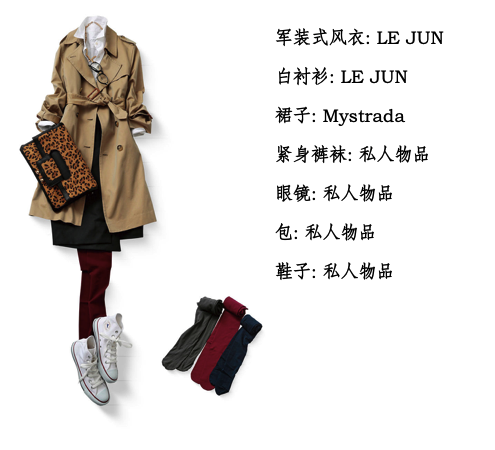 军装式风衣: LE JUN
白衬衫: LE JUN
裙子: Mystrada
紧身裤袜: 私人物品
眼镜: 私人物品
包: 私人物品
鞋子: 私人物品